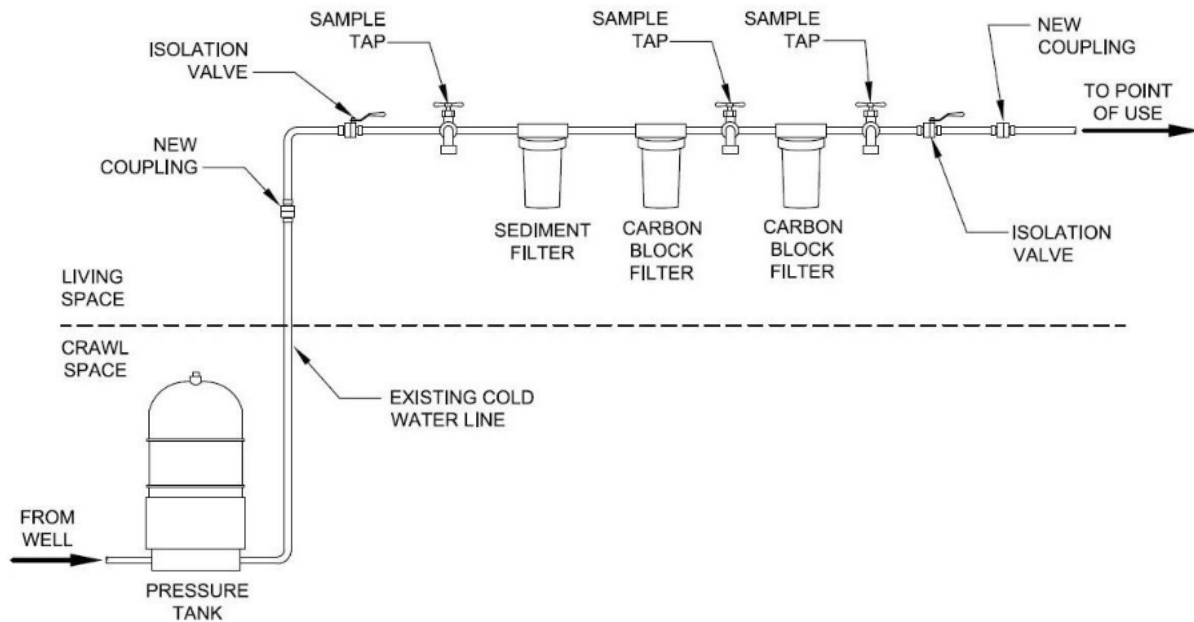 SAMPLE
TAP
ISOLATION
VALVE
SAMPLE
TAP
SAMPLE
TAP
NEW
COUPLING
TO POINT
OF USE
NEW
COUPLING
SEDIMENT
FILTER
CARBON
BLOCK
FILTER
CARBON
BLOCK
FILTER
ISOLATION
VALVE
LIVING
SPACE
CRAWL
SPACE
EXISTING COLD
WATER LINE
FROM
WELL
PRESSURE
TANK